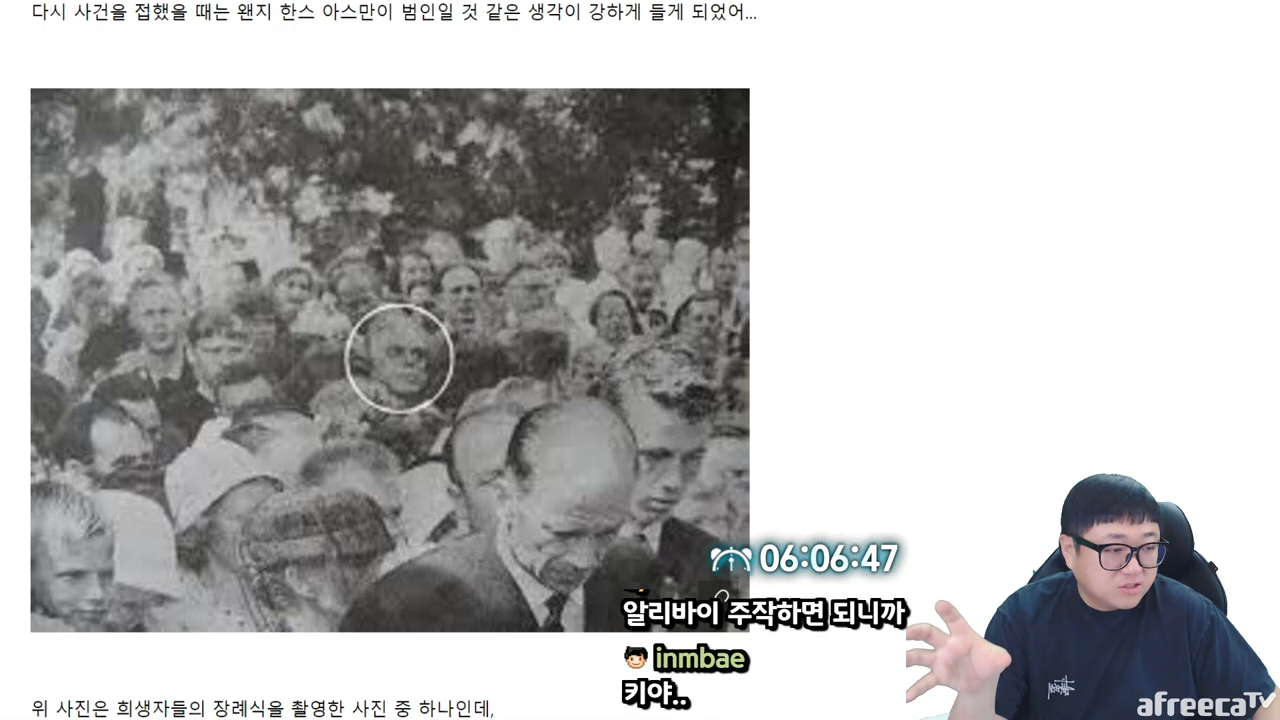 다시 사건을 접했을 때는 왠지 한스 아스만이 범인일 것 같은 생각이 강하게 들게 되었어...
06:06:47
알리바이 주작하면 되니까
inmbae
키야..
위 사진은 희생자들의 장례식을 촬영한 사진 중 하나인데,
afreecaTV